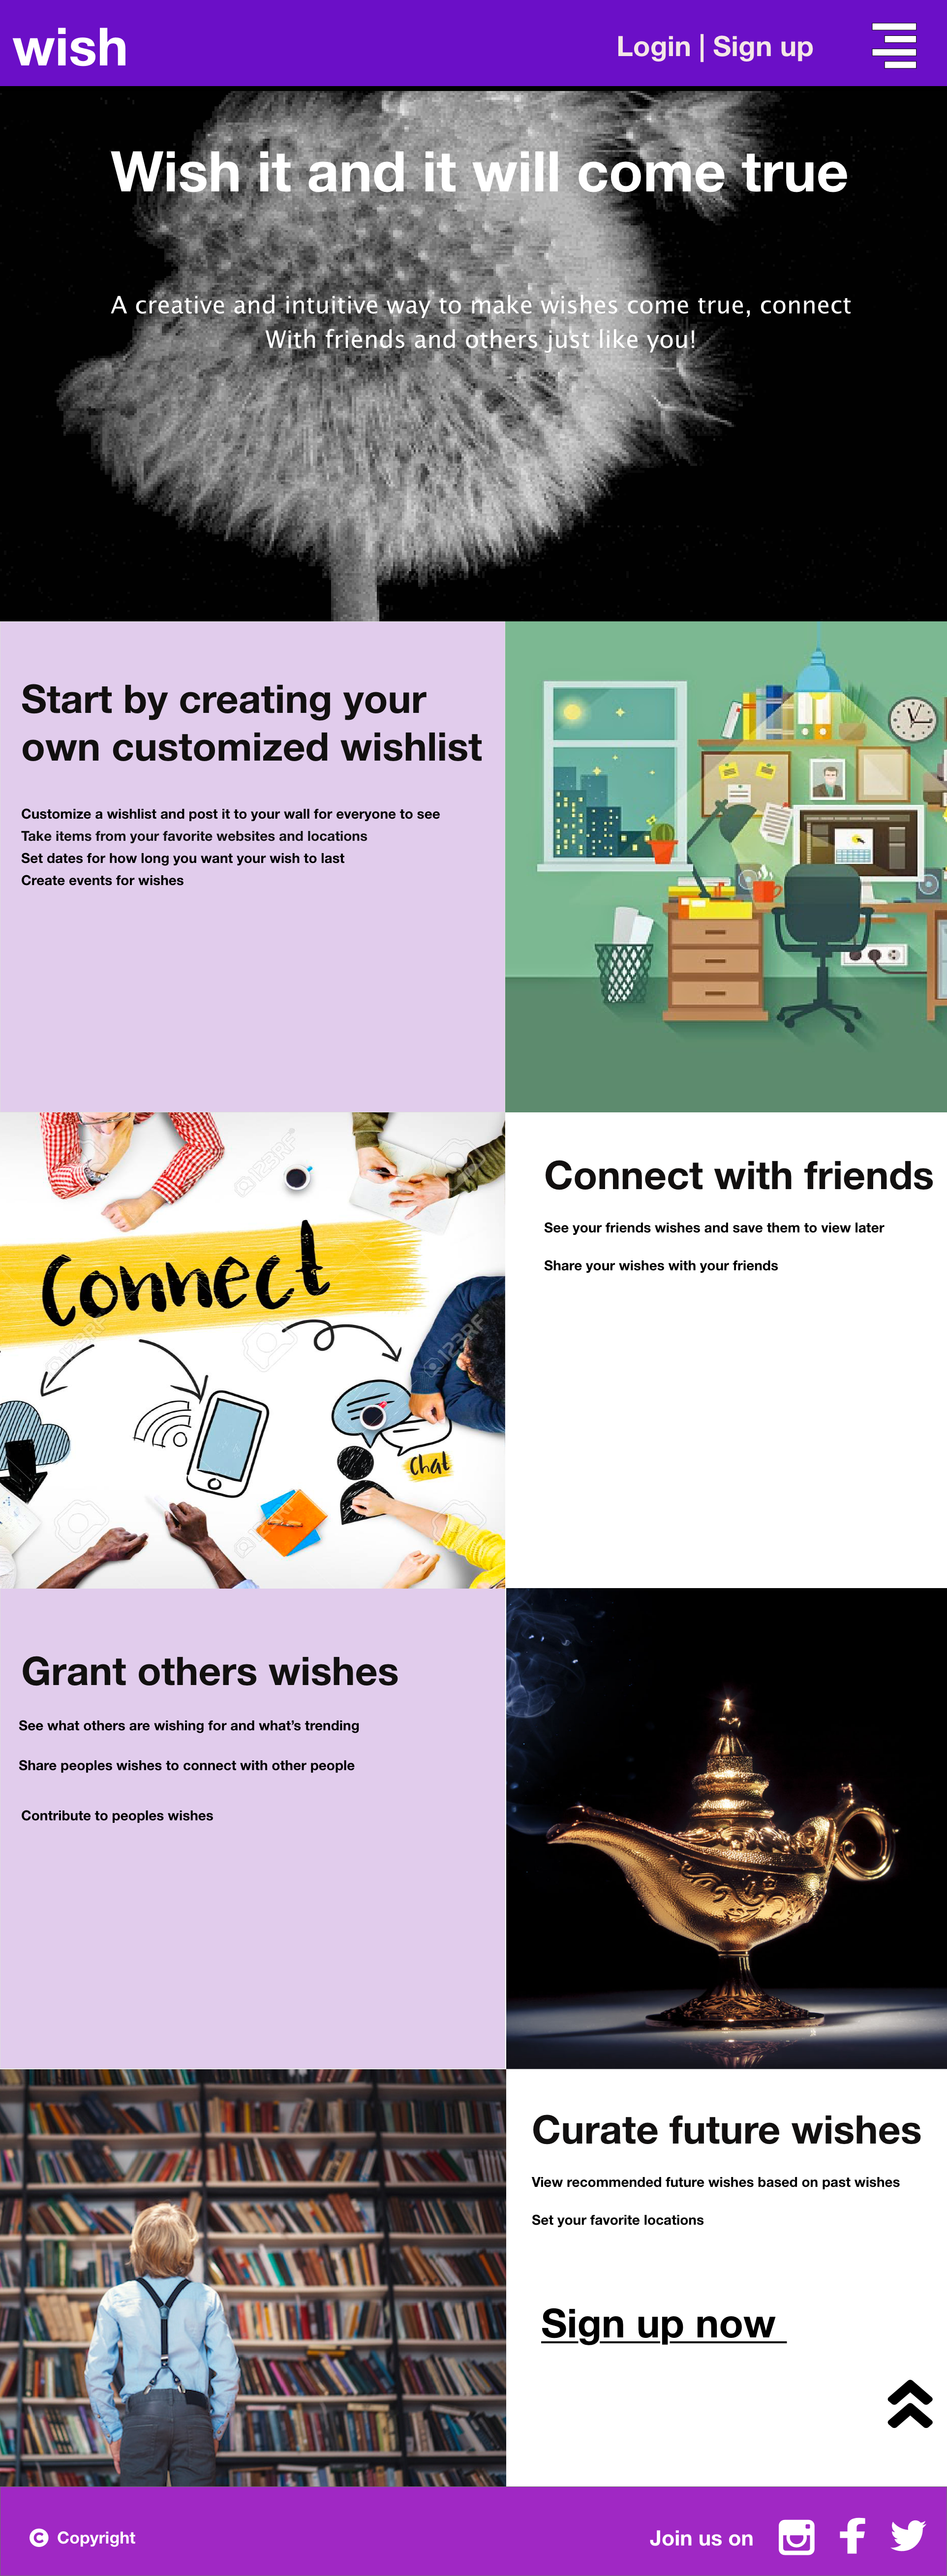 wish
Login | Sign up
Wish it and it will come true
A creative and intuitive way to make wishes come true, connect
With friends and others just like you!
Start by creating your
own customized wishlist
Customize a wishlist and post it to your wall for everyone to see
Take items from your favorite websites and locations
Set dates for how long you want your wish to last
Create events for wishes
123RF
Connect
123RF
123RF
Chat
123RF
Connect with friends
See your friends wishes and save them to view later
Share your wishes with your friends
Grant others wishes
See what others are wishing for and what's trending
Share peoples wishes to connect with other people
Contribute to peoples wishes
Curate future wishes
View recommended future wishes based on past wishes
Set your favorite locations
Sign up now
© Copyright
Join us on